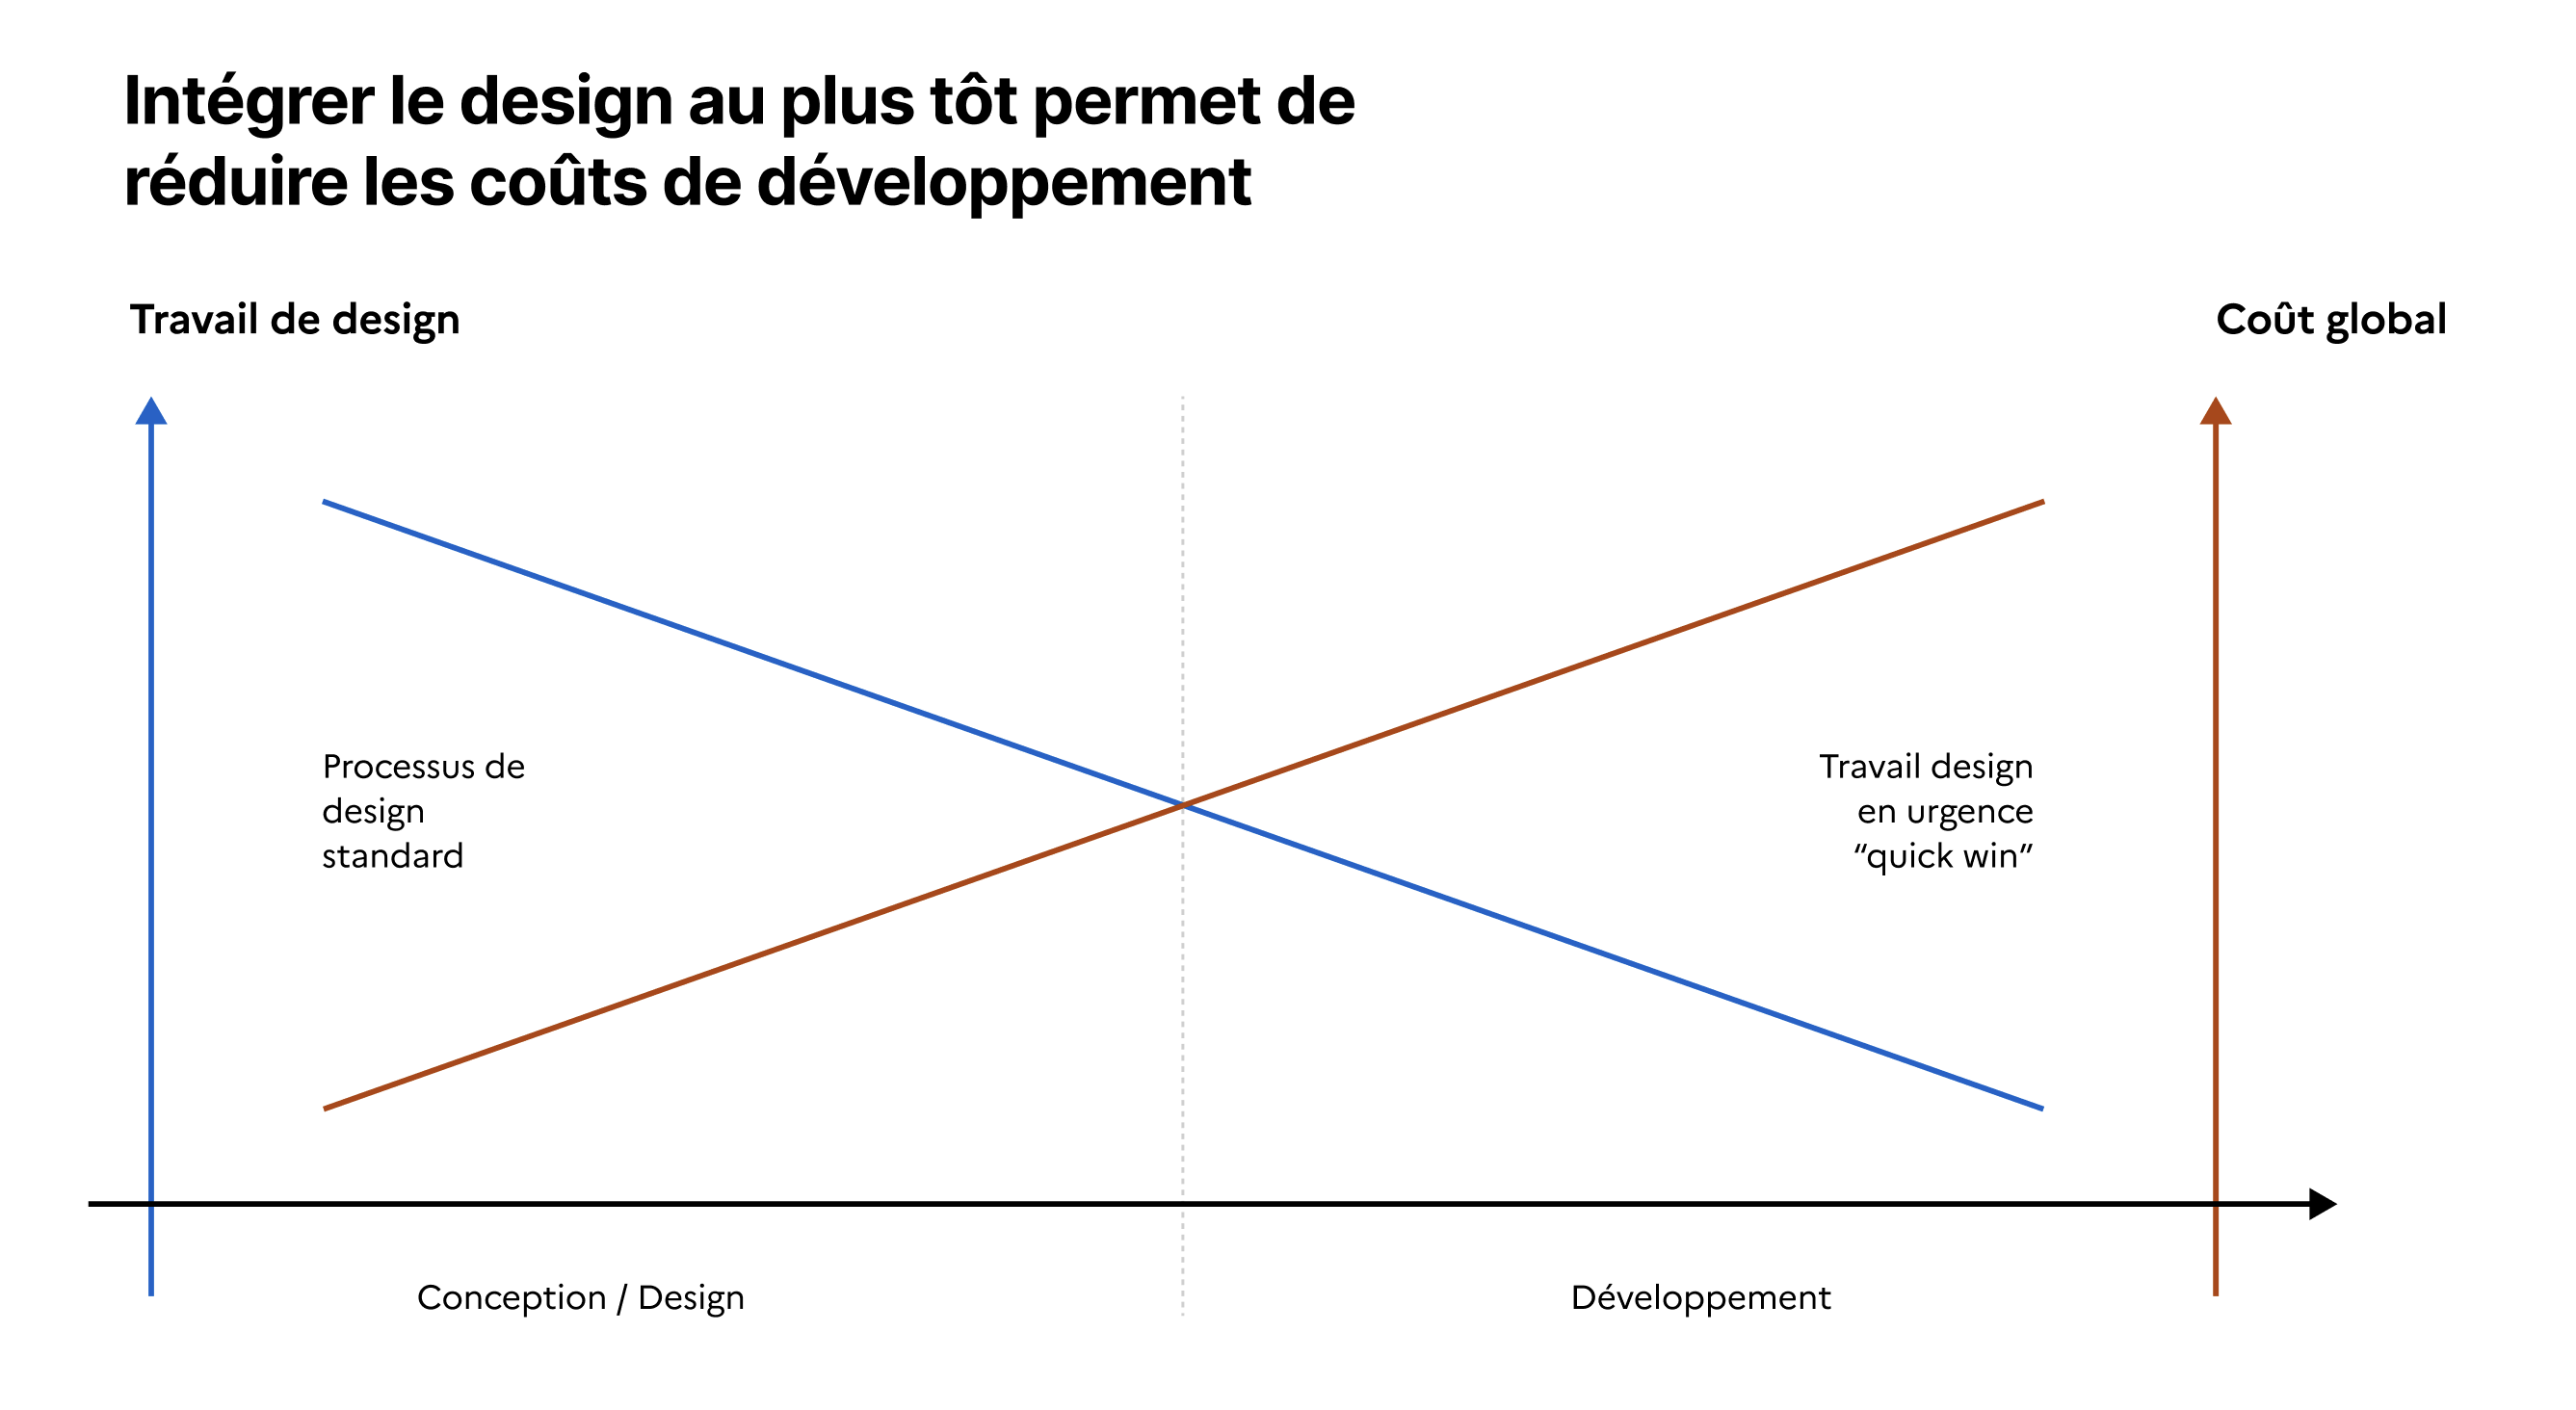 Intégrer le design au plus tôt permet de
réduire les coûts de développement
Travail de design
Coût global
Processus de
design
standard
Travail design
en urgence
“quick win”
Conception / Design
Développement